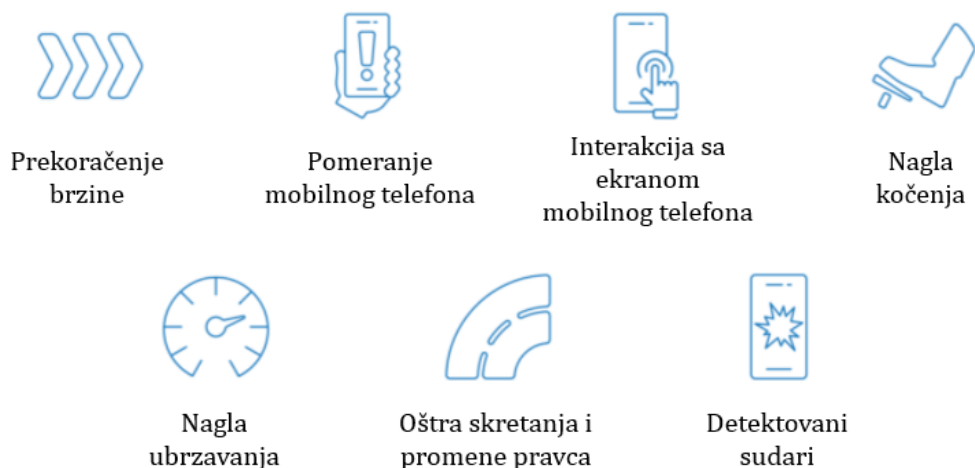 Prekoračenje
brzine
Pomeranje
mobilnog telefona
Interakcija sa
ekranom
mobilnog telefona
Nagla
kočenja
Nagla
ubrzavanja
Oštra skretanja i
promene pravca
Detektovani
sudari